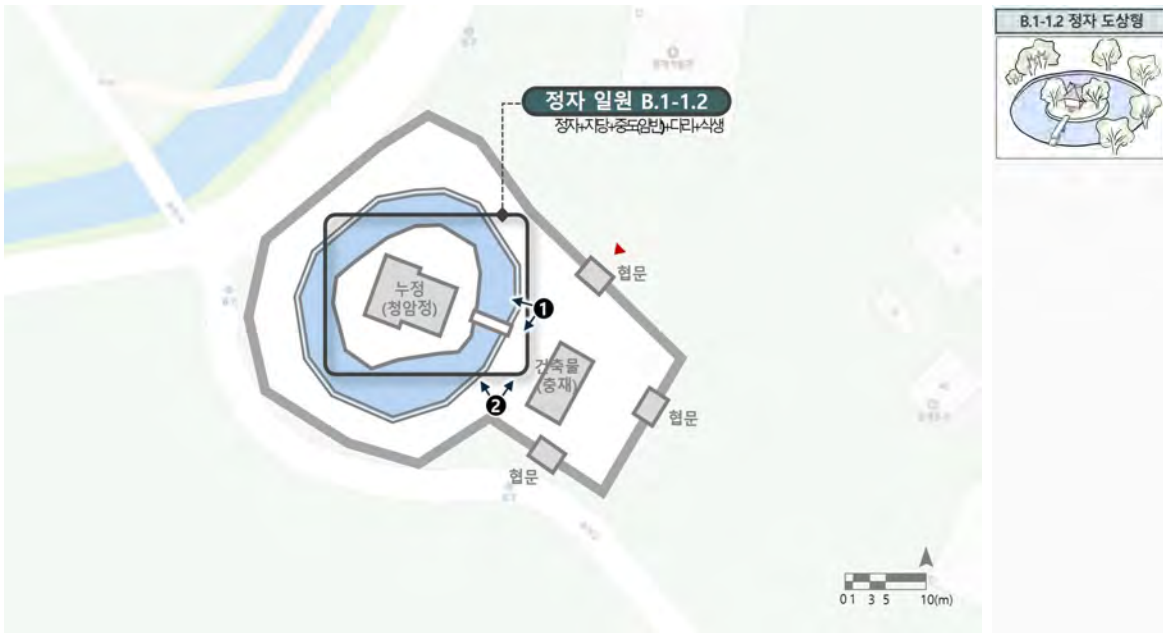 B.1-1.2 정자 도상형
정자 일원 B.1-1.2
정자+지당+중도(암반)+다리+식생
협문
누정
(청암정)
1
건축물
(충재)
2
협문
협문
0 1 3 5 10(m)